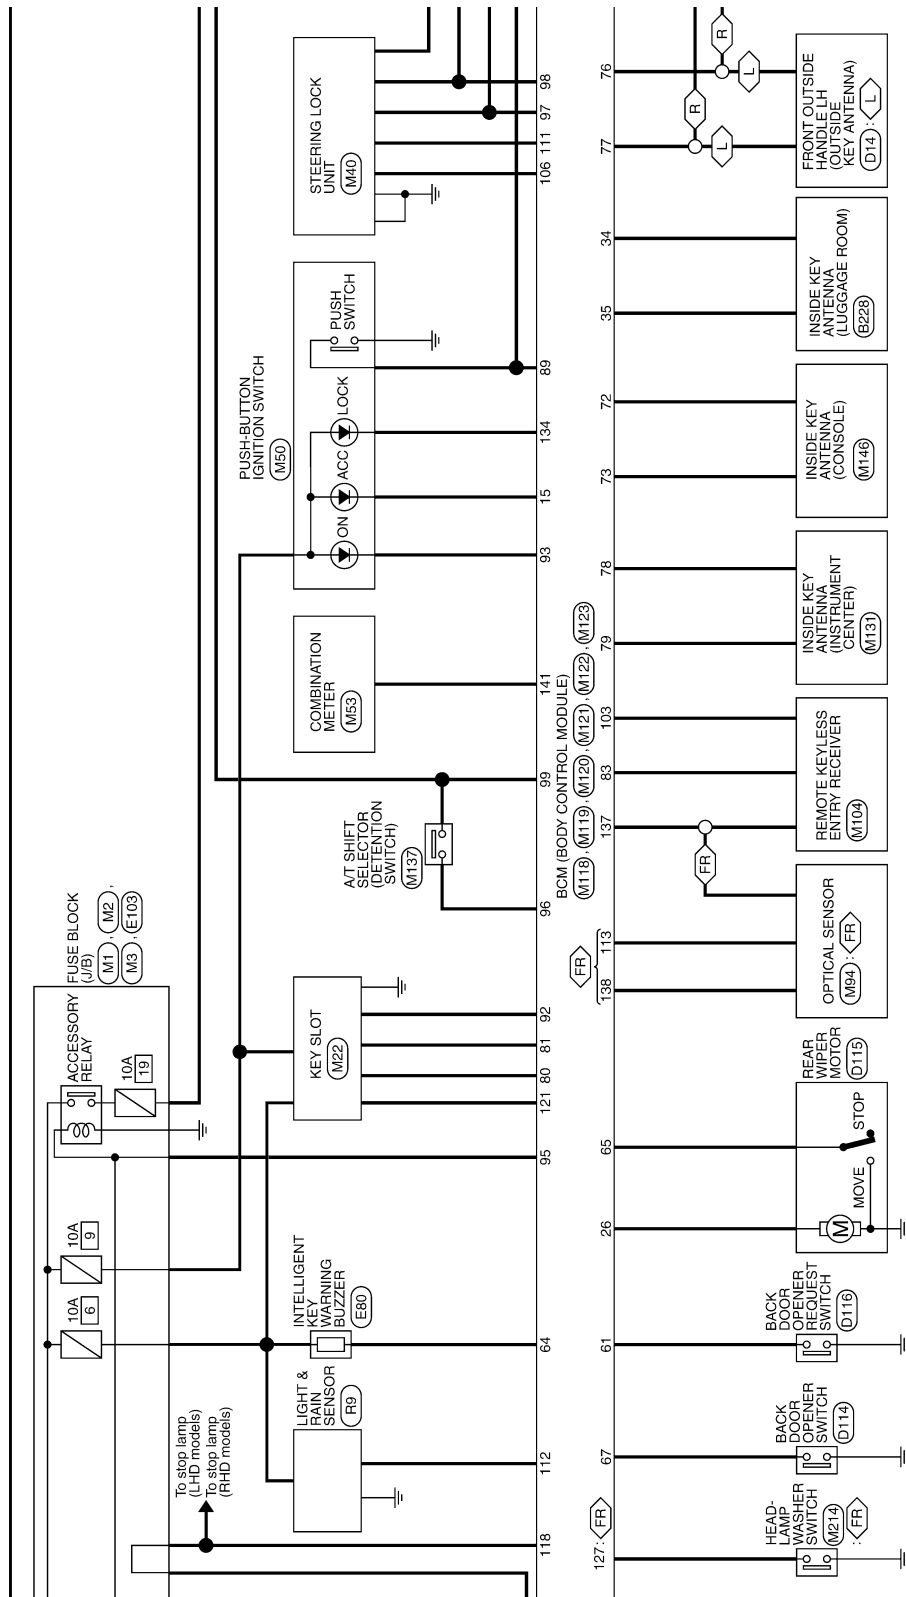 STEERING LOCK
UNIT
M40
98
97
111
106
PUSH-BUTTON
IGNITION SWITCH
M50
PUSH
SWITCH
LOCK
ACC
ON
89
134
15
93
COMBINATION
METER
M53
141
99
A/T SHIFT
SELECTOR
(DETENTION
SWITCH)
M137
96
BCM (BODY CONTROL MODULE)
M118 , M119 , M120 , M121 , M122 , M123
FUSE BLOCK
(J/B)
M1 , M2 ,
M3 , E103
ACCESSORY
RELAY
10A
19
10A
9
10A
6
KEY SLOT
M22
92
81
80
121
95
INTELLIGENT
KEY
WARNING
BUZZER
E80
64
LIGHT &
RAIN
SENSOR
R9
112
To stop lamp
(LHD models)
To stop lamp
(RHD models)
118
76
77
R
L
R
L
FRONT OUTSIDE
HANDLE LH
(OUTSIDE
KEY ANTENNA)
D14 : L
34
35
INSIDE KEY
ANTENNA
(LUGGAGE ROOM)
B228
72
73
INSIDE KEY
ANTENNA
(CONSOLE)
M146
78
79
INSIDE KEY
ANTENNA
(INSTRUMENT
CENTER)
M131
103
83
137
REMOTE KEYLESS
ENTRY RECEIVER
M104
FR
FR
113
138
OPTICAL SENSOR
M94 : FR
65
26
REAR
WIPER
MOTOR
D115
STOP
MOVE
M
61
BACK
DOOR
OPENER
REQUEST
SWITCH
D116
67
BACK
DOOR
OPENER
SWITCH
D114
127: FR
HEAD-
LAMP
WASHER
SWITCH
M214
: FR